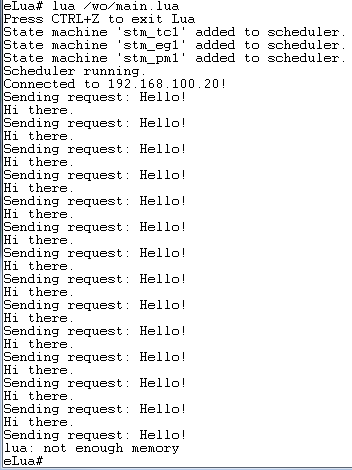 eLua# lua /wo/main.lua
Press CTRL+Z to exit Lua
State machine 'stm_tc1' added to scheduler.
State machine 'stm_eg1' added to scheduler.
State machine 'stm_pm1' added to scheduler.
Scheduler running.
Connected to 192.168.100.20!
Sending request: Hello!
Hi there.
Sending request: Hello!
Hi there.
Sending request: Hello!
Hi there.
Sending request: Hello!
Hi there.
Sending request: Hello!
Hi there.
Sending request: Hello!
Hi there.
Sending request: Hello!
Hi there.
Sending request: Hello!
Hi there.
Sending request: Hello!
Hi there.
Sending request: Hello!
Hi there.
Sending request: Hello!
Hi there.
Sending request: Hello!
Hi there.
Sending request: Hello!
Hi there.
Sending request: Hello!
lua: not enough memory
eLua#